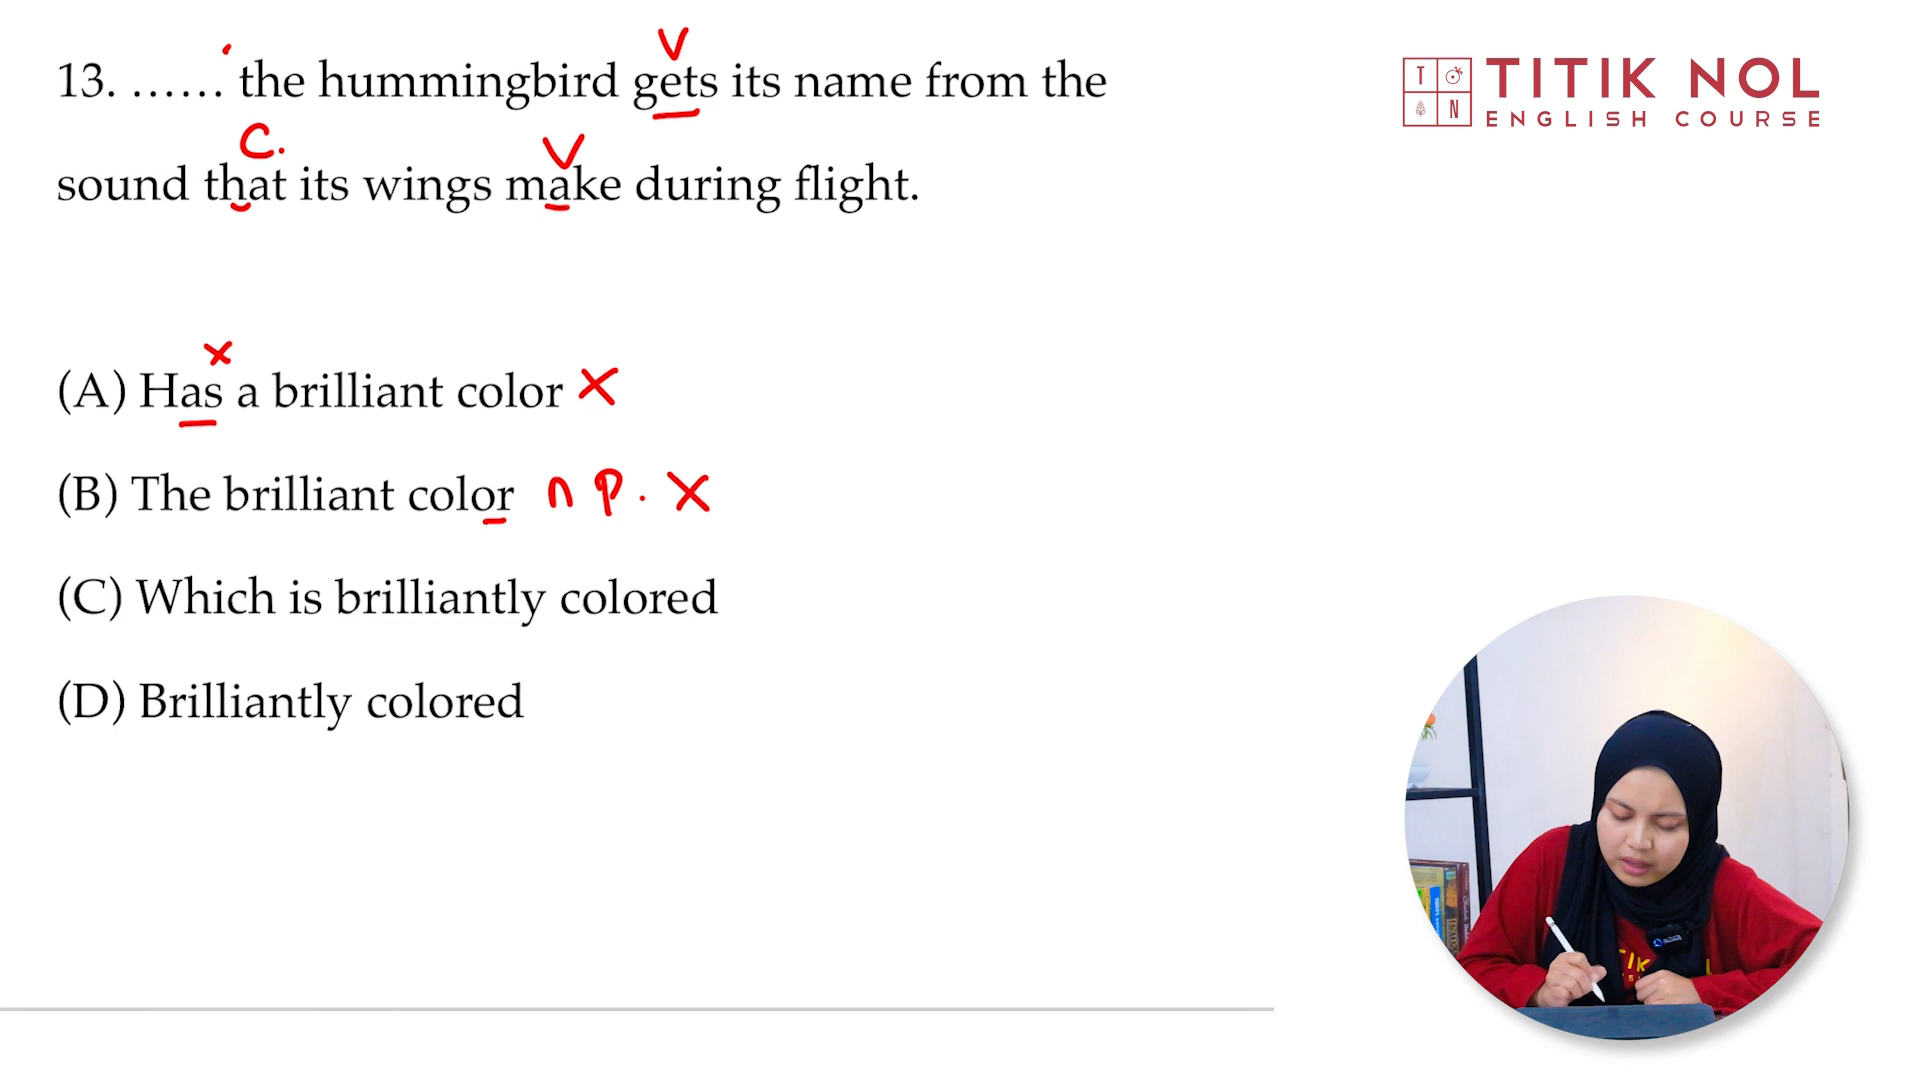 V
13. ...... the hummingbird gets its name from the
C.
V
sound that its wings make during flight.
x
(A) Has a brilliant color x
(B) The brilliant color n p. x
(C) Which is brilliantly colored
(D) Brilliantly colored
T
N
TITIK NOL
ENGLISH COURSE